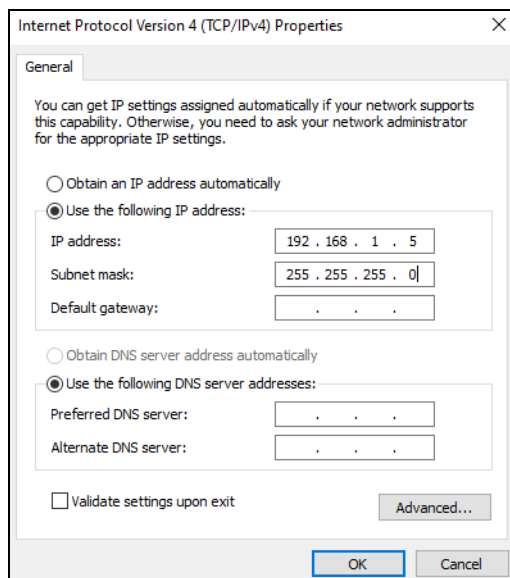 Internet Protocol Version 4 (TCP/IPv4) Properties
General
You can get IP settings assigned automatically if your network supports
this capability. Otherwise, you need to ask your network administrator
for the appropriate IP settings.
Obtain an IP address automatically
Use the following IP address:
IP address: 192 . 168 . 1 . 5
Subnet mask: 255 . 255 . 255 . 0
Default gateway: . . .
Obtain DNS server address automatically
Use the following DNS server addresses:
Preferred DNS server: . . .
Alternate DNS server: . . .
Validate settings upon exit
Advanced...
OK Cancel